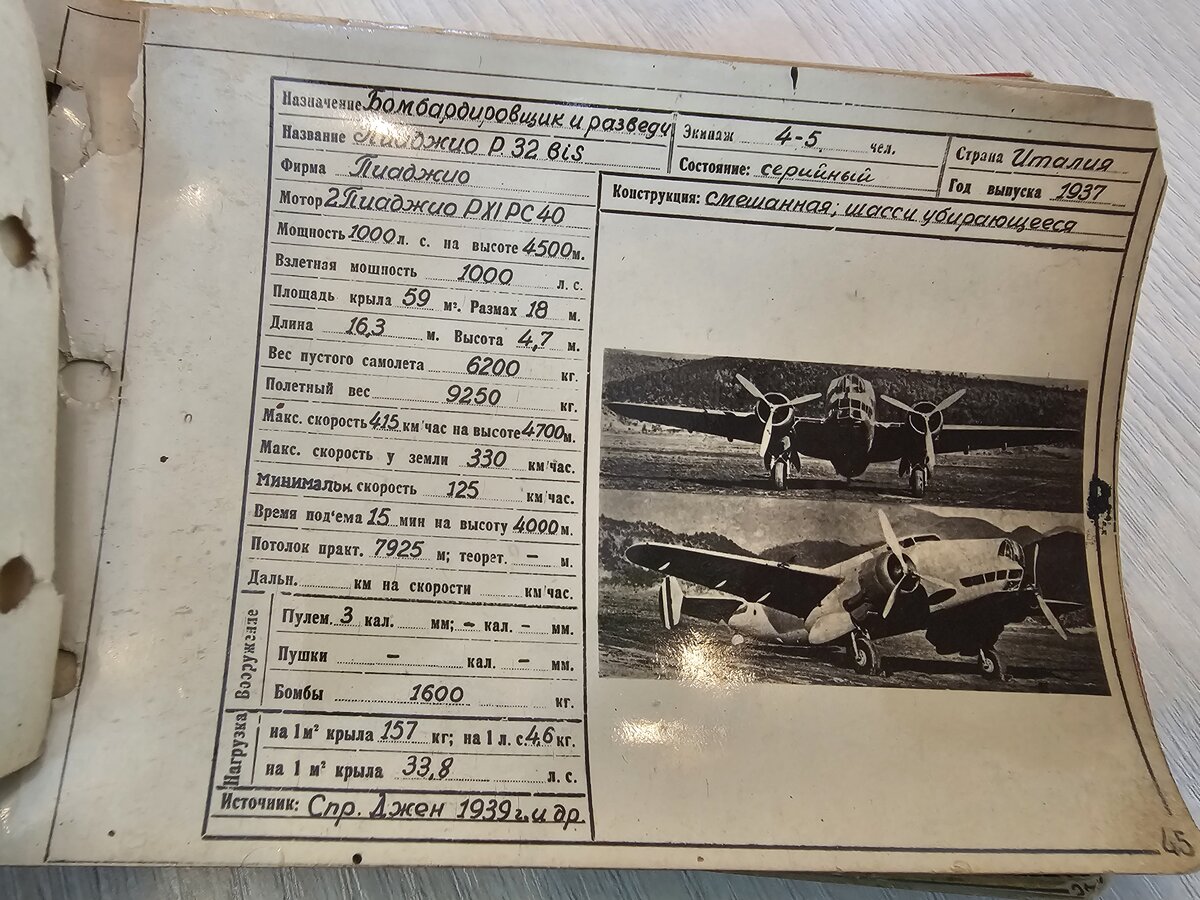 Назначение Бомбардировщик и разведч
Название Пиаджио Р. 32 Bis
Фирма Пиаджио
Мотор 2 Пиаджио РXI РС 40
Мощность 1000 л. с. на высоте 4500 м.
Взлетная мощность 1000 л. с.
Площадь крыла 59 м². Размах 18 м.
Длина 16,3 м. Высота 4,7 м.
Вес пустого самолета 6200 кг.
Полетный вес 9250 кг.
Макс. скорость 415 км/час на высоте 4700 м.
Макс. скорость у земли 330 км/час.
Минимальн скорость 125 км/час.
Время под'ема 15 мин на высоту 4000 м.
Потолок практ. 7925 м; теорет. – м.
Дальн. км на скорости км/час.
Вооружение
Пулем. 3 кал. мм; – кал. – мм.
Пушки – кал. – мм.
Бомбы 1600 кг.
Нагрузка
на 1 м² крыла 157 кг; на 1 л. с. 4,6 кг.
на 1 м² крыла 33,8 л. с.
Источник: Спр. Джен 1939 г. и др.
Экипаж 4-5 чел.
Состояние: серийный
Страна Италия
Год выпуска 1937
Конструкция: смешанная, шасси убирающееся
45